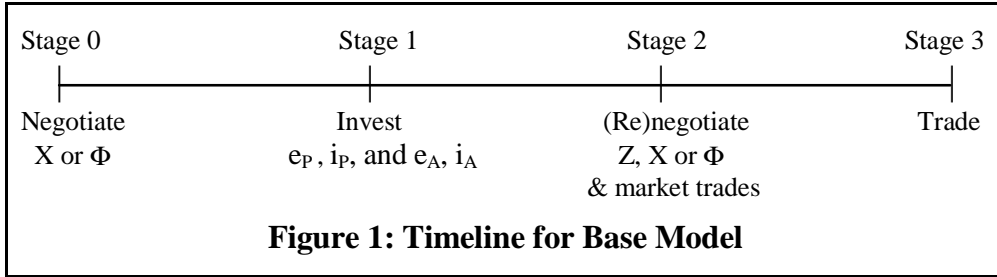 Stage 0 Stage 1 Stage 2 Stage 3
Negotiate Invest (Re)negotiate Trade
X or Φ e_P, i_P, and e_A, i_A Z, X or Φ
& market trades
Figure 1: Timeline for Base Model